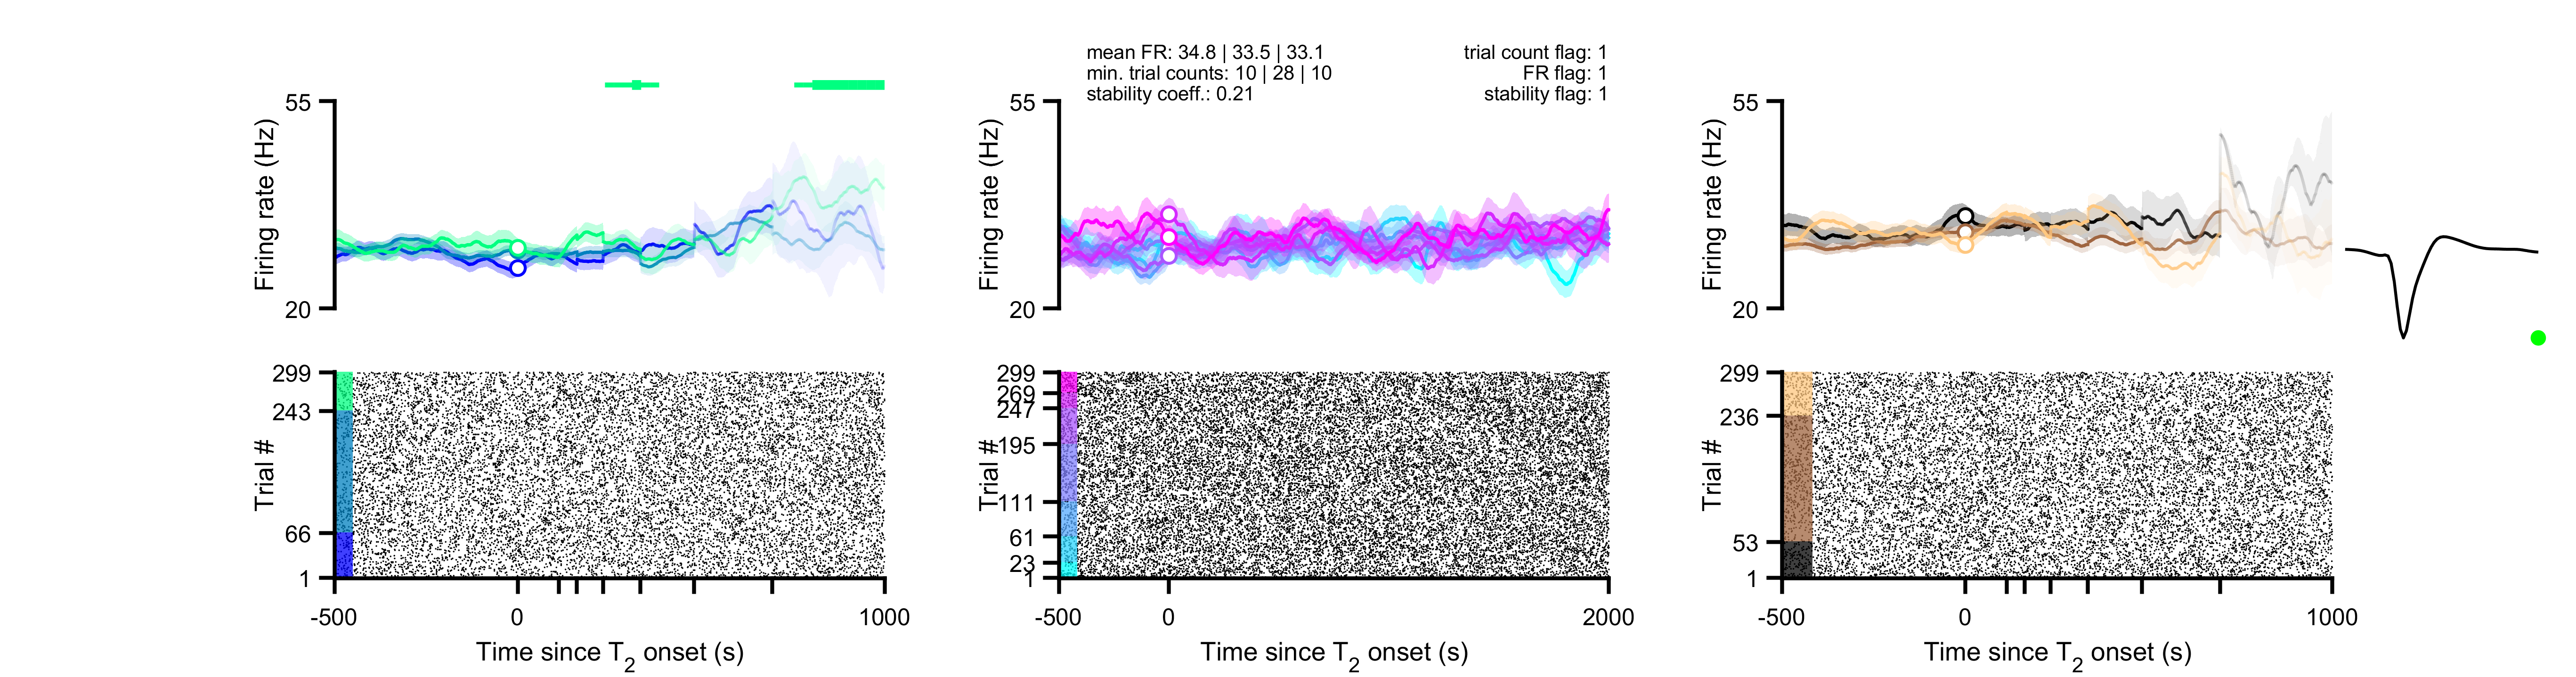 mean FR: 34.8 | 33.5 | 33.1
min. trial counts: 10 | 28 | 10
stability coeff.: 0.21
trial count flag: 1
FR flag: 1
stability flag: 1
55
Firing rate (Hz)
20
55
Firing rate (Hz)
20
55
Firing rate (Hz)
20
299
243
Trial #
66
1
-500
0
1000
Time since T2 onset (s)
299
269
247
Trial #
195
111
61
23
1
-500
0
2000
Time since T2 onset (s)
299
236
Trial #
53
1
-500
0
1000
Time since T2 onset (s)